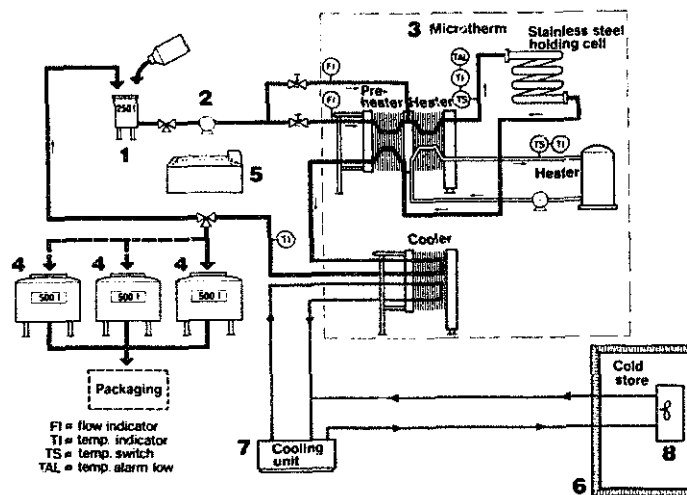 3 Microtherm
Stainless steel
holding cell
TAL
TI
TS
FI
FI
Pre-
heater
Heater
250 l
1
2
5
TS
TI
Heater
TI
Cooler
4
4
4
500 l
500 l
500 l
Packaging
FI = flow indicator
TI = temp. indicator
TS = temp. switch
TAL = temp. alarm low
7
Cooling
unit
Cold
store
6
8